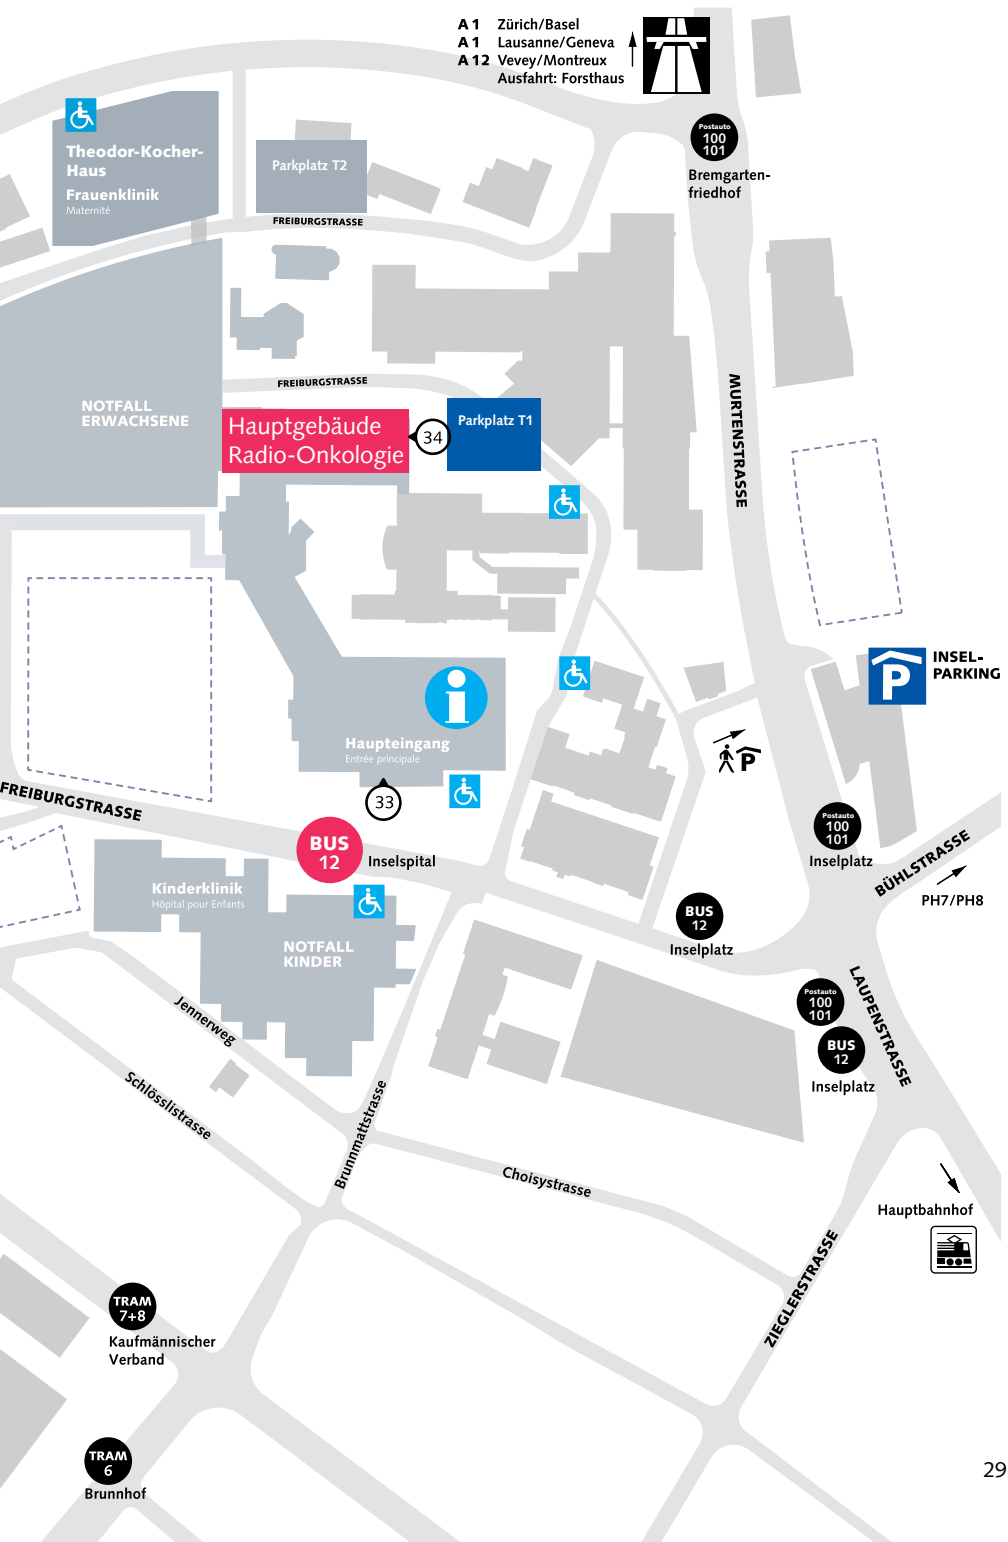 A 1 Zürich/Basel
A 1 Lausanne/Geneva
A 12 Vevey/Montreux
Ausfahrt: Forsthaus
Postauto
100
101
Bremgarten-
friedhof
Theodor-Kocher-
Haus
Frauenklinik
Maternité
Parkplatz T2
FREIBURGSTRASSE
FREIBURGSTRASSE
MURTENSTRASSE
NOTFALL
ERWACHSENE
Hauptgebäude
Radio-Onkologie
34
Parkplatz T1
INSEL-
PARKING
P
i
Haupteingang
Entrée principale
33
P
FREIBURGSTRASSE
BUS
12
Inselspital
Postauto
100
101
Inselplatz
BÜHLSTRASSE
PH7/PH8
Kinderklinik
Hôpital pour Enfants
NOTFALL
KINDER
BUS
12
Inselplatz
LAUPENSTRASSE
Postauto
100
101
BUS
12
Inselplatz
Jennerweg
Schlösslistrasse
Brunnmattstrasse
Choisystrasse
Hauptbahnhof
ZIEGLERSTRASSE
TRAM
7+8
Kaufmännischer
Verband
TRAM
6
Brunnhof
29